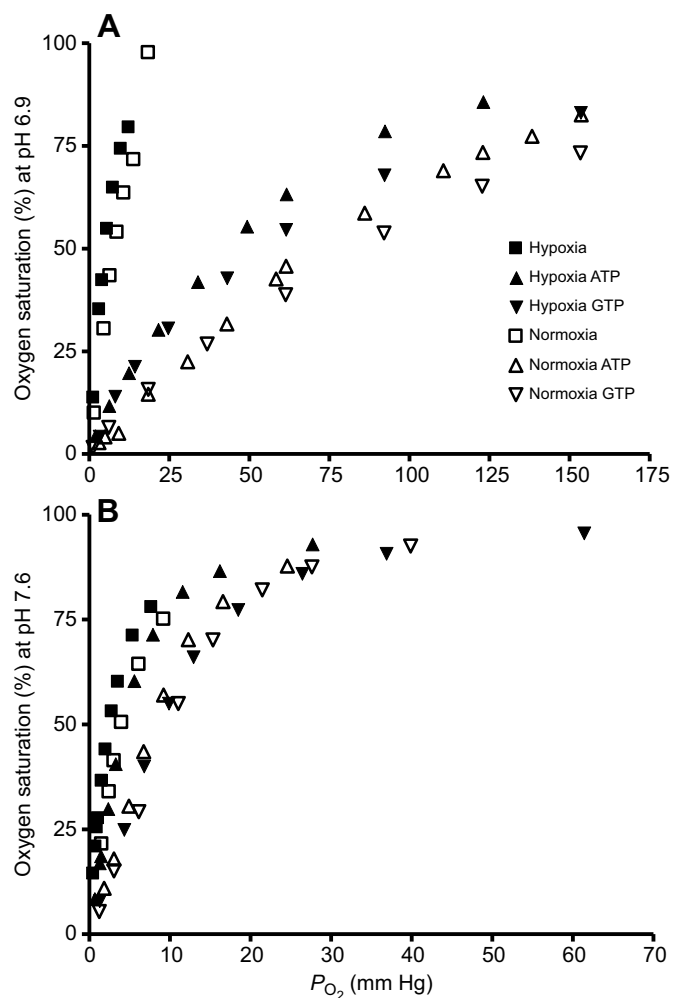 A
Oxygen saturation (%) at pH 6.9
100
75
50
25
0
0 25 50 75 100 125 150 175
Hypoxia
Hypoxia ATP
Hypoxia GTP
Normoxia
Normoxia ATP
Normoxia GTP
B
Oxygen saturation (%) at pH 7.6
100
75
50
25
0
0 10 20 30 40 50 60 70
PO2 (mm Hg)